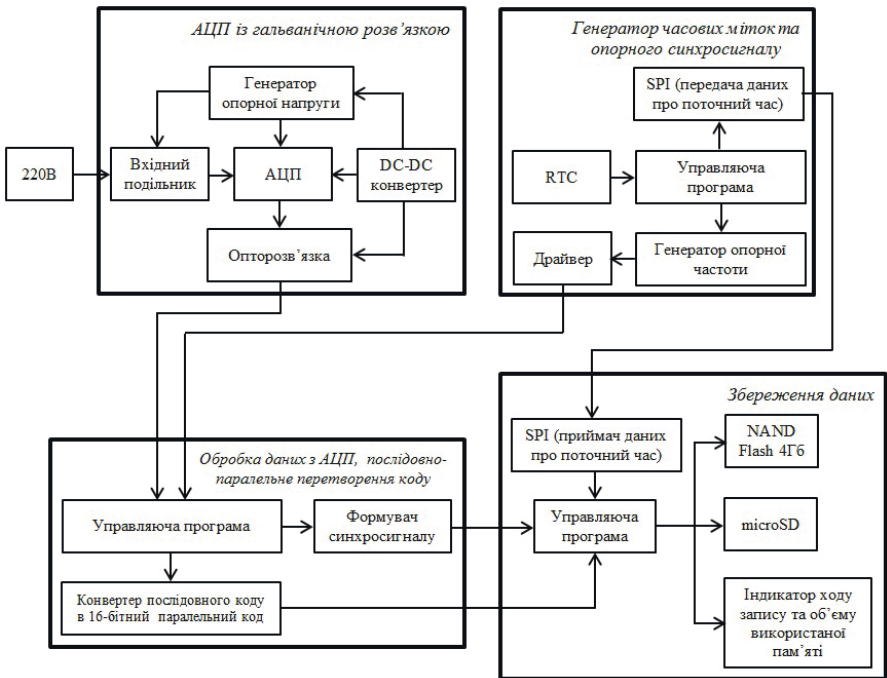 АЦП із гальванічною розв’язкою
Генератор
опорної напруги
220В
Вхідний
подільник
АЦП
DC-DC
конвертер
Опторозв’язка
Генератор часових міток та
опорного синхросигналу
SPI (передача даних
про поточний час)
RTC
Управляюча
програма
Драйвер
Генератор опорної
частоти
Обробка даних з АЦП, послідовно-
паралельне перетворення коду
Управляюча програма
Формувач
синхросигналу
Конвертер послідовного коду
в 16-бітний паралельний код
Збереження даних
SPI (приймач даних
про поточний час)
NAND
Flash 4Гб
Управляюча
програма
microSD
Індикатор ходу
запису та об’єму
використаної
пам’яті